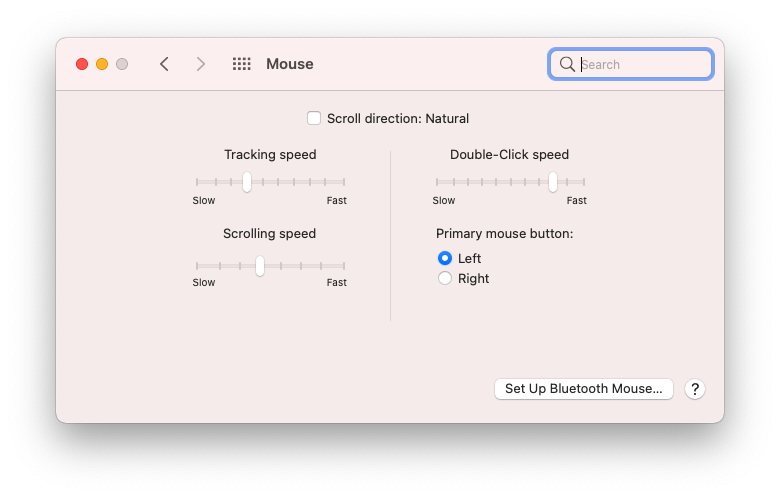 Mouse
Search
Scroll direction: Natural
Tracking speed
Slow
Fast
Scrolling speed
Slow
Fast
Double-Click speed
Slow
Fast
Primary mouse button:
Left
Right
Set Up Bluetooth Mouse...
?